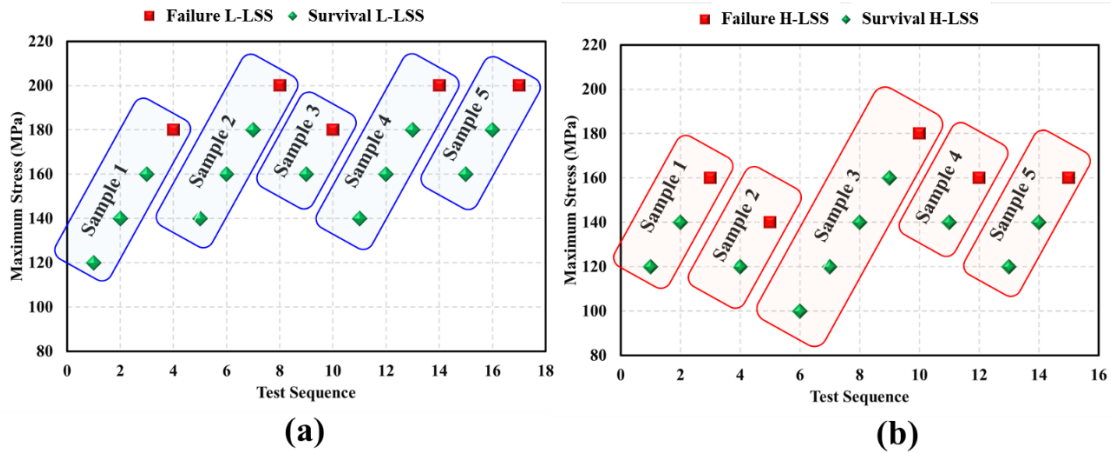 Failure L-LSS Survival L-LSS
220
200
180
160
140
120
100
80
Maximum Stress (MPa)
Sample 1
Sample 2
Sample 3
Sample 4
Sample 5
0 2 4 6 8 10 12 14 16 18
Test Sequence
(a)
Failure H-LSS Survival H-LSS
220
200
180
160
140
120
100
80
Maximum Stress (MPa)
Sample 1
Sample 2
Sample 3
Sample 4
Sample 5
0 2 4 6 8 10 12 14 16
Test Sequence
(b)